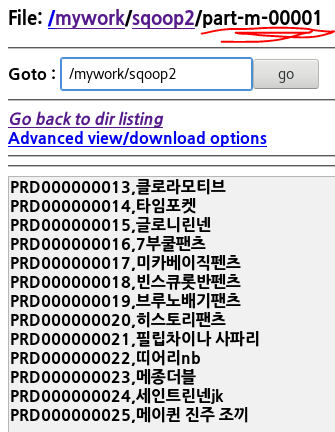 File: /mywork/sqoop2/part-m-00001
Goto : /mywork/sqoop2 go
Go back to dir listing
Advanced view/download options
PRD000000013,클로라모티브
PRD000000014,타임포켓
PRD000000015,글로니린넨
PRD000000016,7부쿨팬츠
PRD000000017,미카베이직펜츠
PRD000000018,빈스큐롯반펜츠
PRD000000019,브루노배기팬츠
PRD000000020,히스토리팬츠
PRD000000021,필립차이나 사파리
PRD000000022,띠어리nb
PRD000000023,메종더블
PRD000000024,세인트린넨jk
PRD000000025,메이퀸 진주 조끼